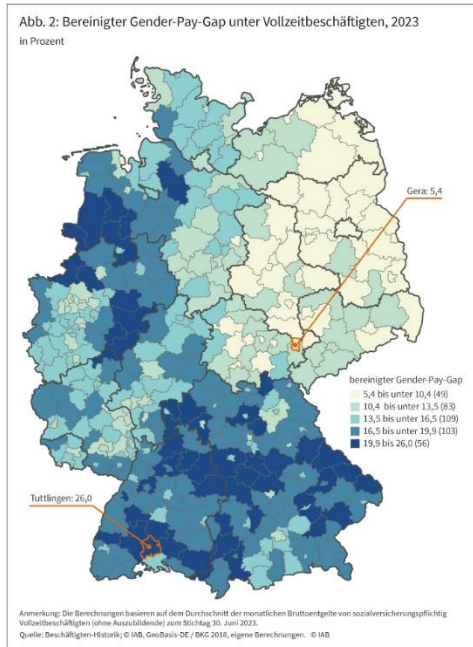 Abb. 2: Bereinigter Gender-Pay-Gap unter Vollzeitbeschäftigten, 2023
in Prozent
Gera: 5,4
bereinigter Gender-Pay-Gap
5,4 bis unter 10,4 (49)
10,4 bis unter 13,5 (83)
13,5 bis unter 16,5 (109)
16,5 bis unter 19,9 (103)
19,9 bis 26,0 (56)
Tuttlingen: 26,0
Anmerkung: Die Berechnungen basieren auf dem Durchschnitt der monatlichen Bruttoentgelte von sozialversicherungspflichtig
Vollzeitbeschäftigten (ohne Auszubildende) zum Stichtag 30. Juni 2023.
Quelle: Beschäftigten-Historik; © IAB, GeoBasis-DE / BKG 2018, eigene Berechnungen. © IAB